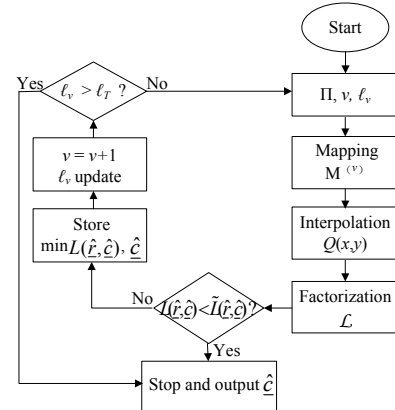 Start
Yes
ℓ_v > ℓ_T ?
No
Π, v, ℓ_v
v = v+1
ℓ_v update
Mapping
M^(v)
Store
min L(r̂, ĉ), ĉ
Interpolation
Q(x,y)
No
L(r̂,ĉ)<L̃(r̂,ĉ)?
Factorization
ℒ
Yes
Stop and output ĉ